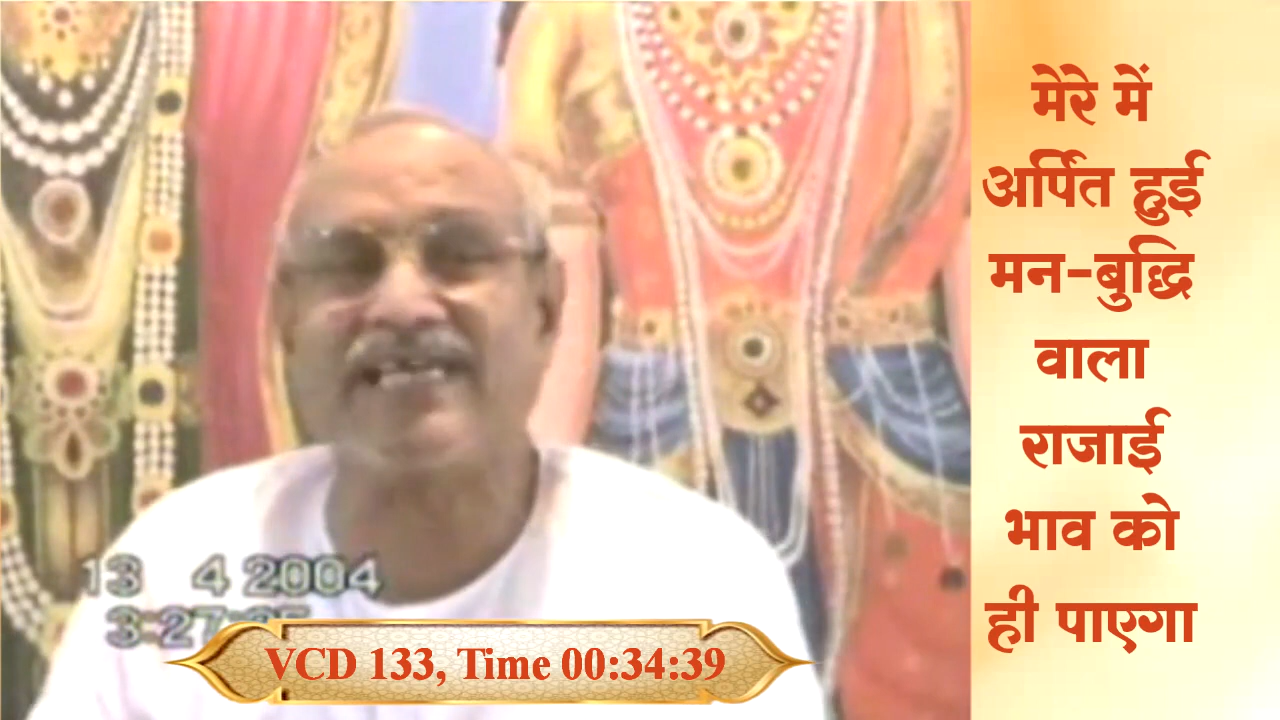 मेरे में
अर्पित हुई
मन-बुद्धि
वाला
राजाई
भाव को
ही पाएगा
13 4 2004
VCD 133, Time 00:34:39